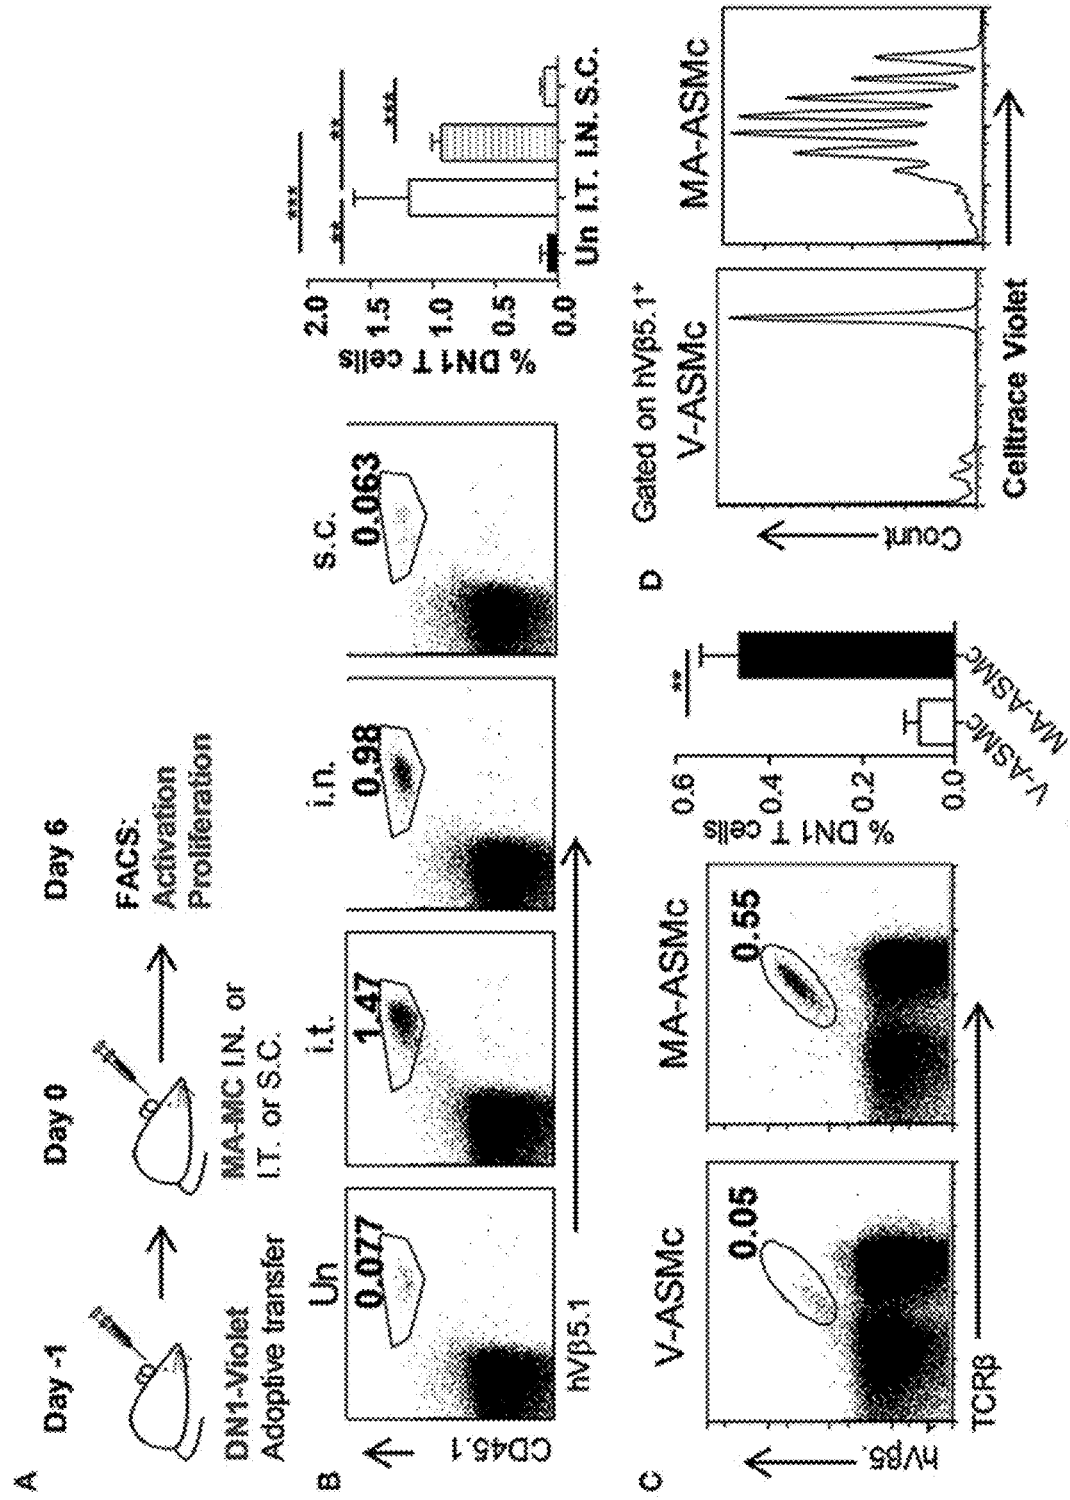 A
Day -1
Day 0
Day 6
DN1-Violet
Adoptive transfer
MA-MC I.N. or
I.T. or S.C.
FACS:
Activation
Proliferation
B
Un
i.t.
i.n.
s.c.
0.077
1.47
0.98
0.063
CD45.1
hVβ5.1
% DN1 T cells
2.0
1.5
1.0
0.5
0.0
***
**
**
***
Un I.T. I.N. S.C.
C
V-ASMc
MA-ASMc
0.05
0.55
hVβ5.
TCRβ
% DN1 T cells
0.6
0.4
0.2
0.0
**
V-ASMc
MA-ASMc
D
Gated on hVβ5.1+
V-ASMc
MA-ASMc
Count
Celltrace Violet